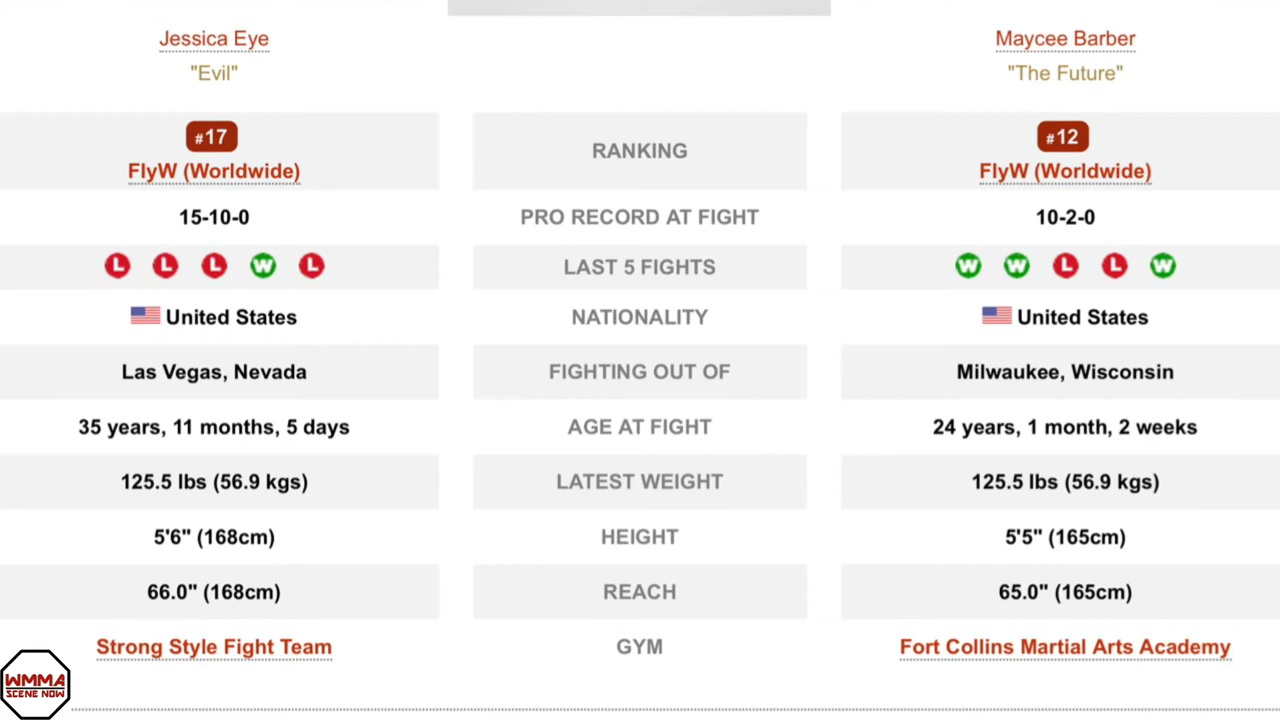 Jessica Eye Maycee Barber
"Evil" "The Future"
#17 RANKING #12
FlyW (Worldwide) FlyW (Worldwide)
15-10-0 PRO RECORD AT FIGHT 10-2-0
L L L W L LAST 5 FIGHTS W W L L W
United States NATIONALITY United States
Las Vegas, Nevada FIGHTING OUT OF Milwaukee, Wisconsin
35 years, 11 months, 5 days AGE AT FIGHT 24 years, 1 month, 2 weeks
125.5 lbs (56.9 kgs) LATEST WEIGHT 125.5 lbs (56.9 kgs)
5'6" (168cm) HEIGHT 5'5" (165cm)
66.0" (168cm) REACH 65.0" (165cm)
Strong Style Fight Team GYM Fort Collins Martial Arts Academy
WMMA
SCENE NOW